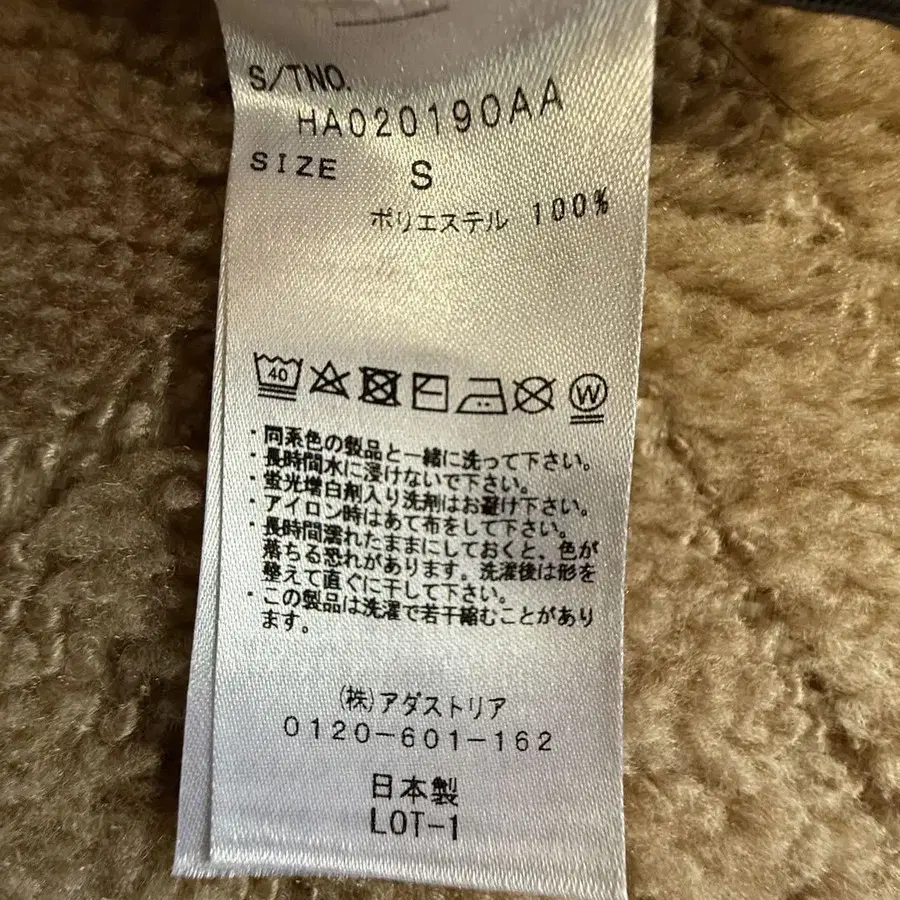 S/TNO.
HA020190AA
SIZE S
ポリエステル 100%
40
W
・同系色の製品と一緒に洗って下さい。
・長時間水に浸けないで下さい。
・蛍光増白剤入り洗剤はお避け下さい。
・アイロン時はあて布をして下さい。
・長時間濡れたままにしておくと、色が
落ちる恐れがあります。洗濯後は形を
整えて直ぐに干して下さい。
・この製品は洗濯で若干縮むことがあり
ます。
(株)アダストリア
0120-601-162
日本製
LOT-1